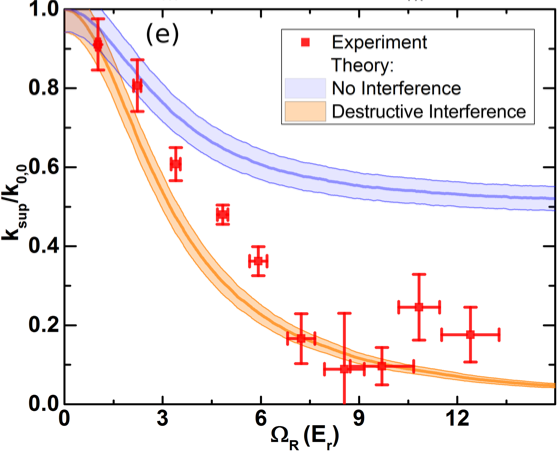 (e)
Experiment
Theory:
No Interference
Destructive Interference
k_sup/k_0,0
1.0
0.8
0.6
0.4
0.2
0.0
0 3 6 9 12
Ω_R (E_r)